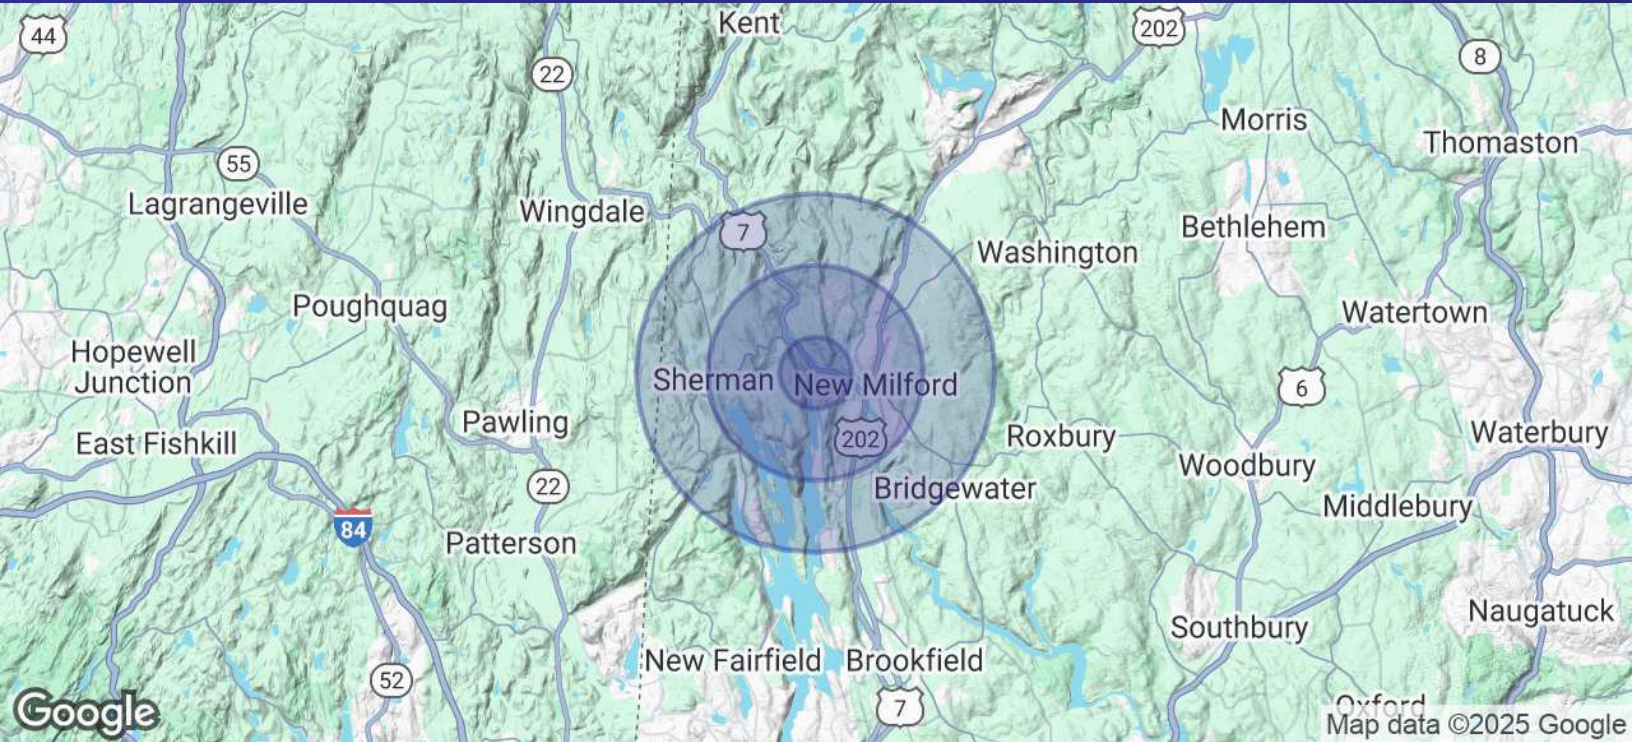 Kent
202
44
8
22
Morris
Thomaston
55
Lagrangeville
Wingdale
7
Bethlehem
Washington
Poughquag
Watertown
Hopewell
Junction
Sherman
New Milford
6
Pawling
East Fishkill
202
Roxbury
Waterbury
Woodbury
22
Bridgewater
Middlebury
84
Patterson
Naugatuck
Southbury
New Fairfield
Brookfield
52
7
Oxford
Google
Map data ©2025 Google